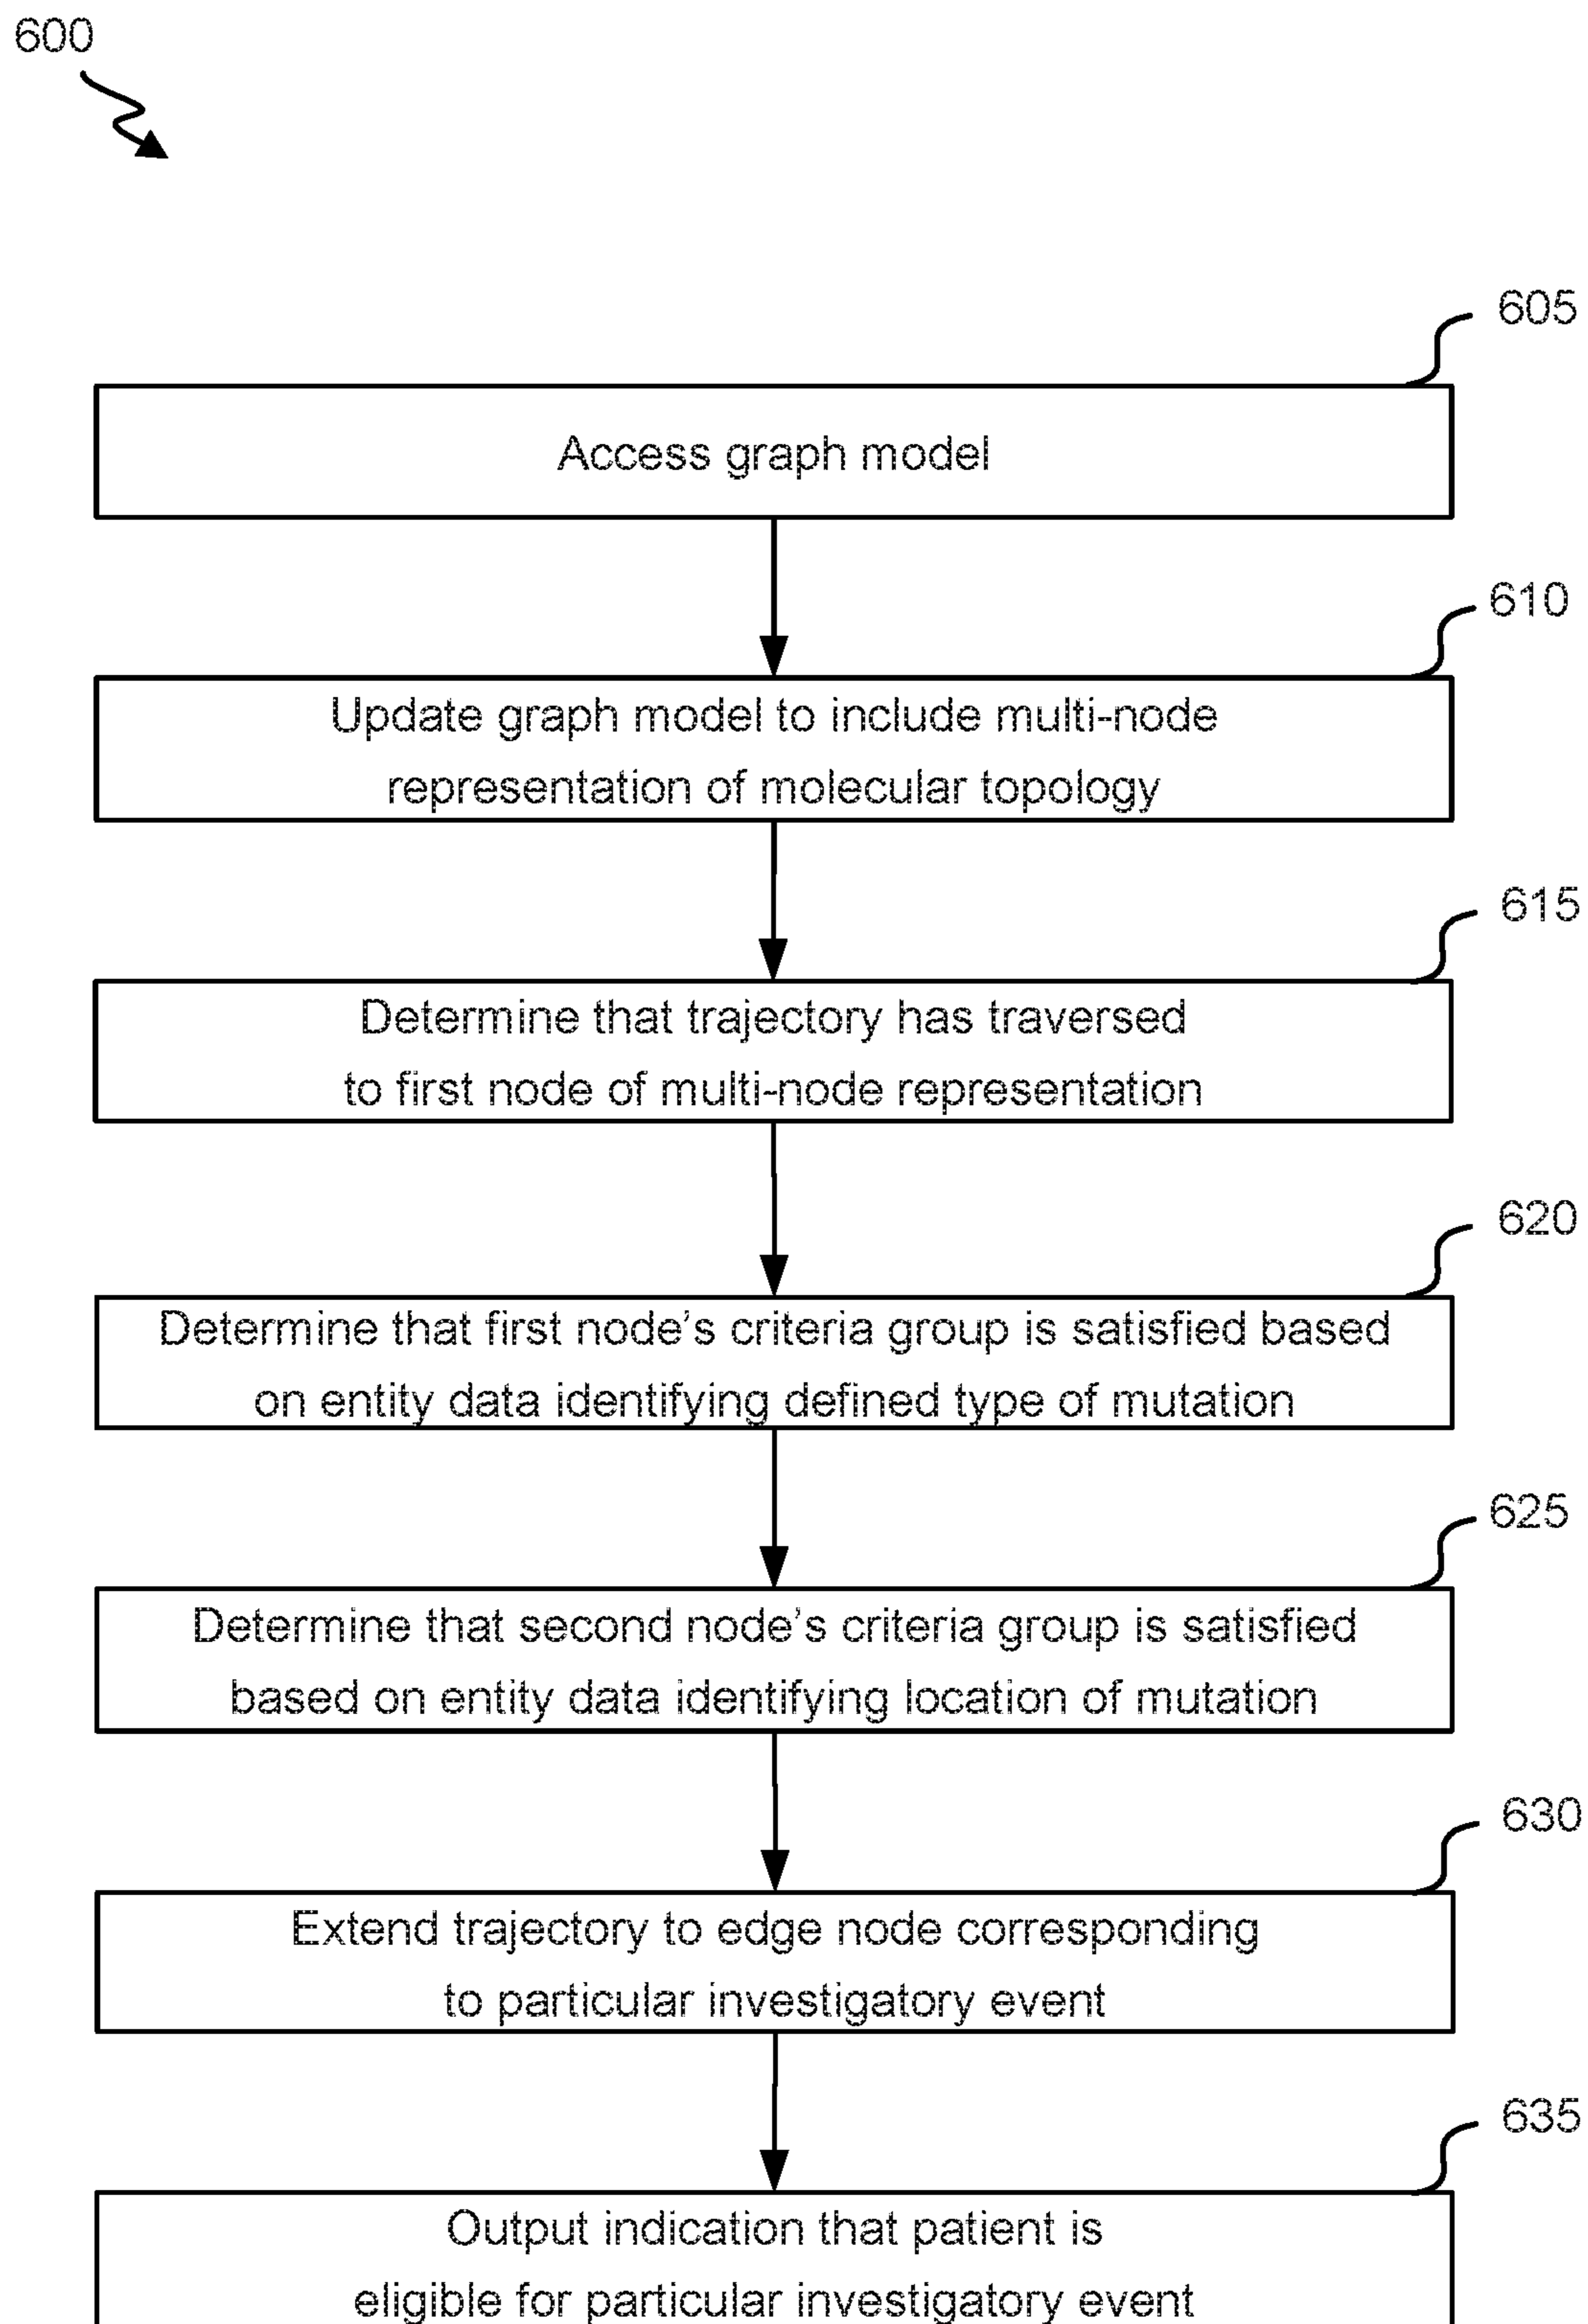 600
605
Access graph model
610
Update graph model to include multi-node
representation of molecular topology
615
Determine that trajectory has traversed
to first node of multi-node representation
620
Determine that first node's criteria group is satisfied based
on entity data identifying defined type of mutation
625
Determine that second node's criteria group is satisfied
based on entity data identifying location of mutation
630
Extend trajectory to edge node corresponding
to particular investigatory event
635
Output indication that patient is
eligible for particular investigatory event